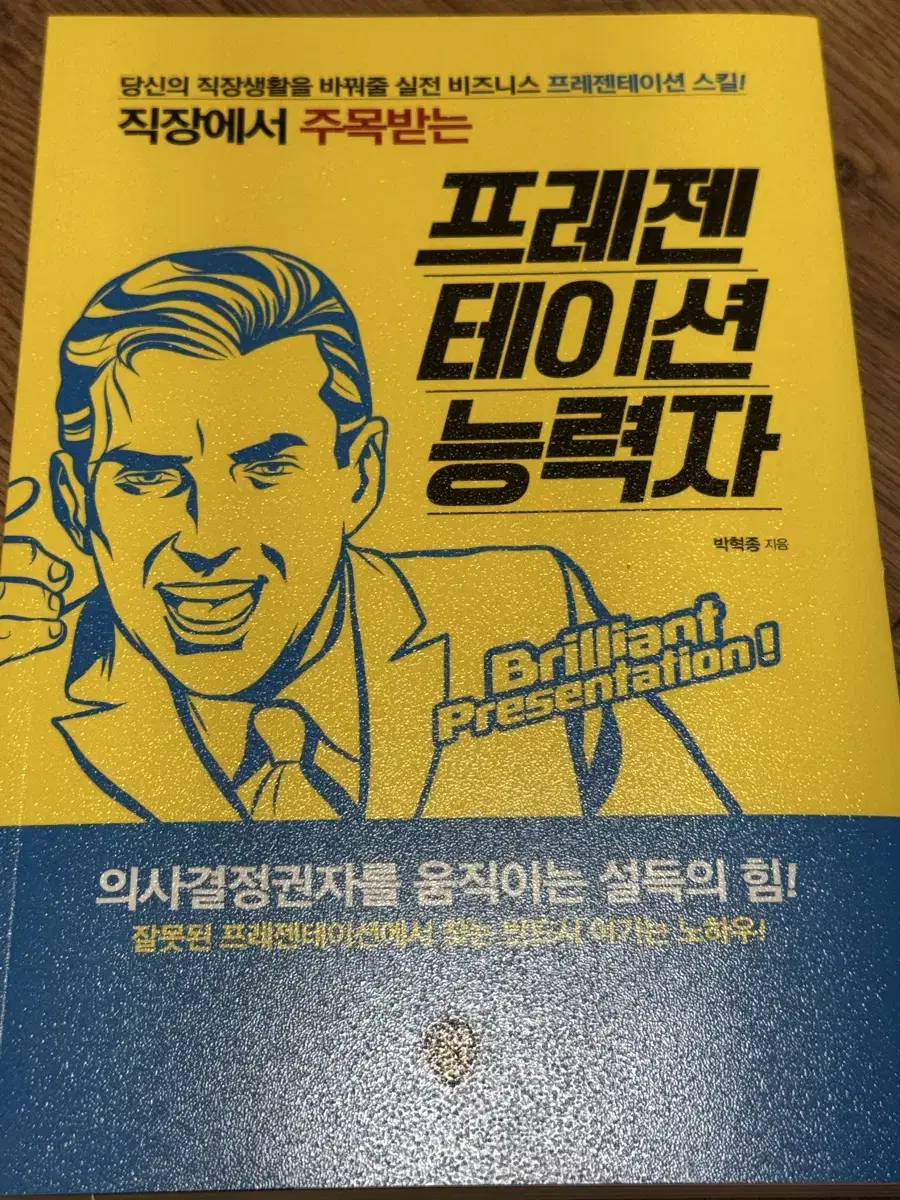 당신의 직장생활을 바꿔줄 실전 비즈니스 프레젠테이션 스킬!
직장에서 주목받는
프레젠
테이션
능력자
박혁종 지음
Brilliant
Presentation!
의사결정권자를 움직이는 설득의 힘!
잘못된 프레젠테이션에서 반드시 이기는 노하우!